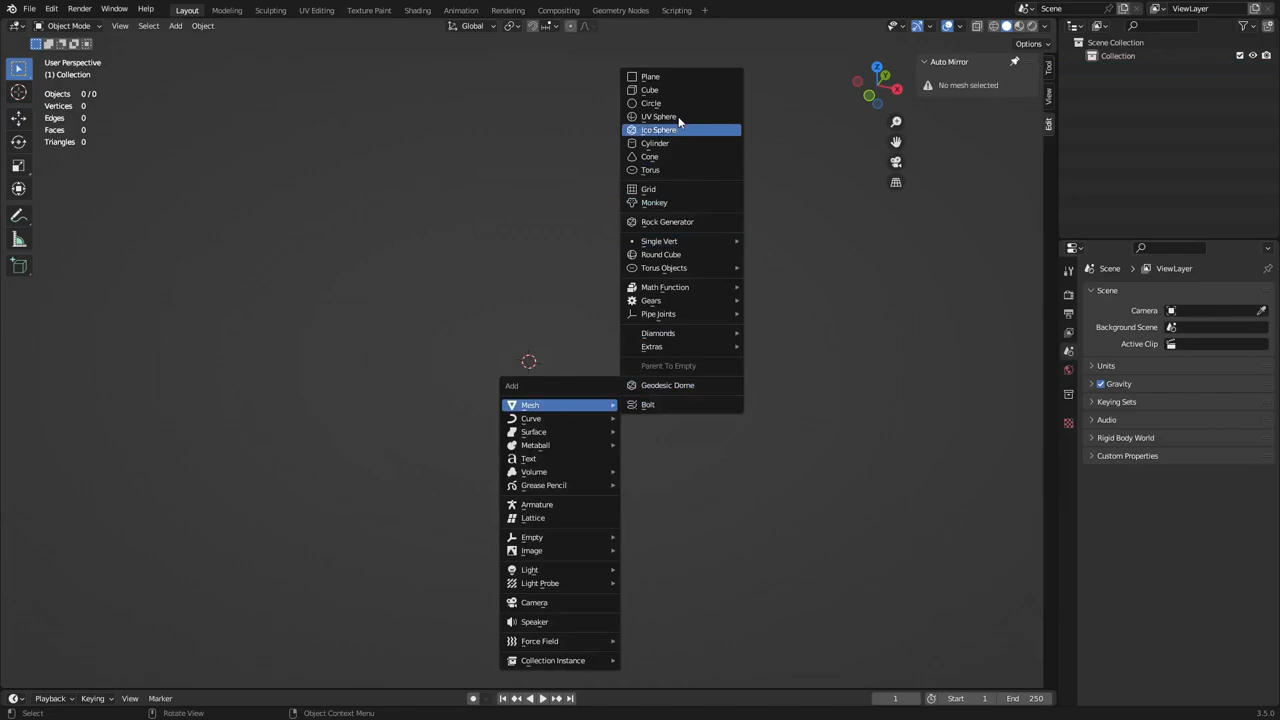 File Edit Render Window Help Layout Modeling Sculpting UV Editing Texture Paint Shading Animation Rendering Compositing Geometry Nodes Scripting + Scene ViewLayer
Object Mode View Select Add Object Global
Options
User Perspective
(1) Collection
Objects 0/0
Vertices 0
Edges 0
Faces 0
Triangles 0
Plane
Cube
Circle
UV Sphere
Ico Sphere
Cylinder
Cone
Torus
Grid
Monkey
Rock Generator
Single Vert
Round Cube
Torus Objects
Math Function
Gears
Pipe Joints
Diamonds
Extras
Parent To Empty
Geodesic Dome
Bolt
Add
Mesh
Curve
Surface
Metaball
Text
Volume
Grease Pencil
Armature
Lattice
Empty
Image
Light
Light Probe
Camera
Speaker
Force Field
Collection Instance
Z
Y
X
Auto Mirror
No mesh selected
Tool
View
Edit
Scene Collection
Collection
Scene ViewLayer
Scene
Camera
Background Scene
Active Clip
Units
Gravity
Keying Sets
Audio
Rigid Body World
Custom Properties
Playback Keying View Marker 1 Start 1 End 250
Select Rotate View Object Context Menu 3.5.0